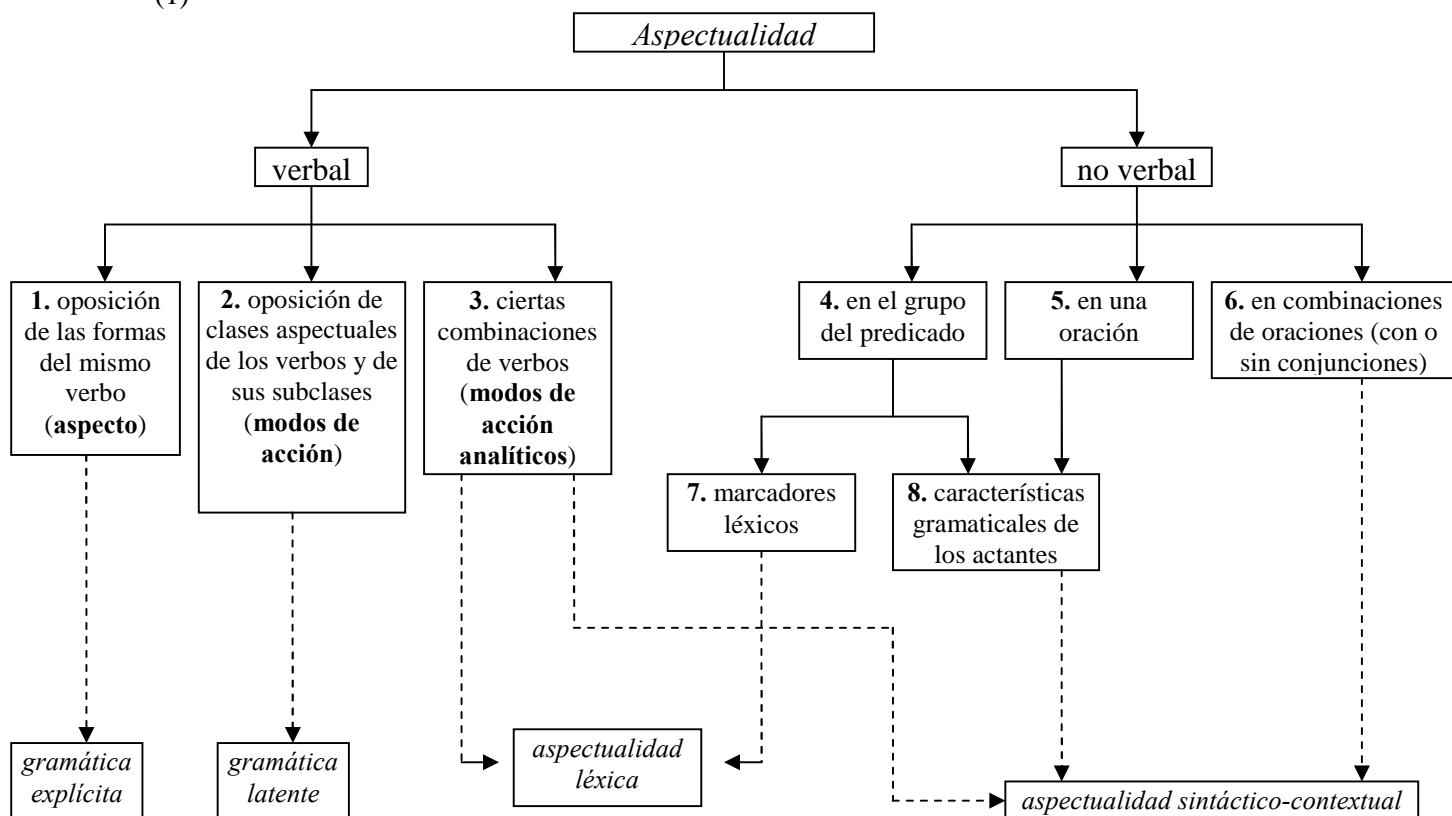 (1)
Aspectualidad
verbal
no verbal
1. oposición
de las formas
del mismo
verbo
(aspecto)
2. oposición de
clases aspectuales
de los verbos y de
sus subclases
(modos de
acción)
3. ciertas
combinaciones
de verbos
(modos de
acción
analíticos)
4. en el grupo
del predicado
5. en una
oración
6. en combinaciones
de oraciones (con o
sin conjunciones)
7. marcadores
léxicos
8. características
gramaticales de
los actantes
gramática
explícita
gramática
latente
aspectualidad
léxica
aspectualidad sintáctico-contextual